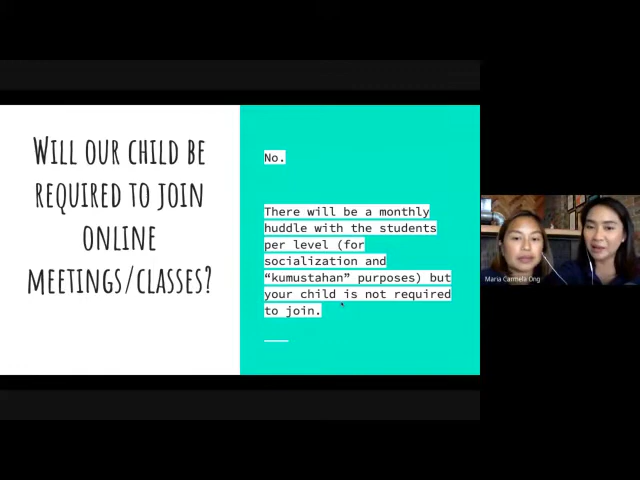 WILL OUR CHILD BE
REQUIRED TO JOIN
ONLINE
MEETINGS/CLASSES?
No.
There will be a monthly
huddle with the students
per level (for
socialization and
“kumustahan” purposes) but
your child is not required
to join.
Maria Carmela Ong